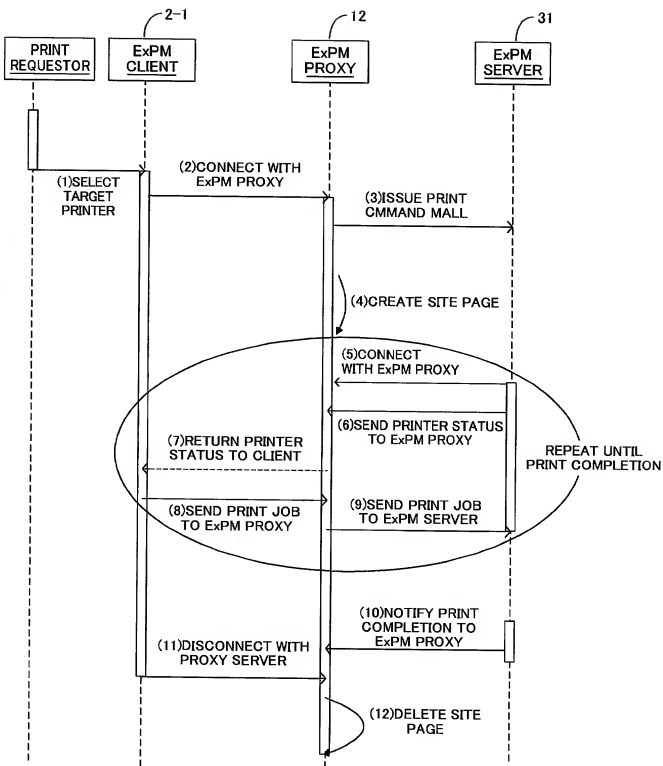 2-1
12
31
PRINT
REQUESTOR
ExPM
CLIENT
ExPM
PROXY
ExPM
SERVER
(1)SELECT
TARGET
PRINTER
(2)CONNECT WITH
ExPM PROXY
(3)ISSUE PRINT
CMMAND MALL
(4)CREATE SITE PAGE
(5)CONNECT
WITH ExPM PROXY
(6)SEND PRINTER STATUS
TO ExPM PROXY
(7)RETURN PRINTER
STATUS TO CLIENT
REPEAT UNTIL
PRINT COMPLETION
(8)SEND PRINT JOB
TO ExPM PROXY
(9)SEND PRINT JOB
TO ExPM SERVER
(10)NOTIFY PRINT
COMPLETION TO
ExPM PROXY
(11)DISCONNECT WITH
PROXY SERVER
(12)DELETE SITE
PAGE